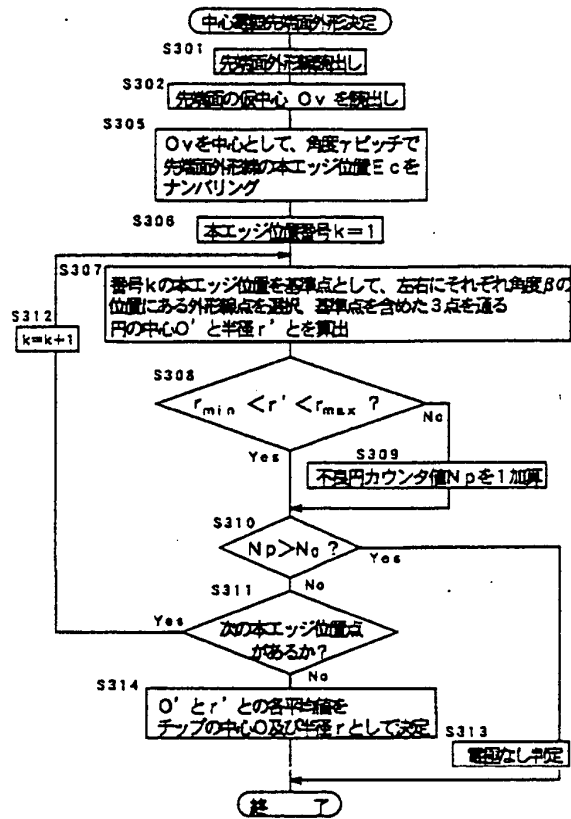 中心電極先端面外形決定
S301
先端面外形線読出し
S302
先端面の仮中心 Ov を読出し
S305
Ovを中心として、角度γピッチで
先端面外形線の本エッジ位置Ecを
ナンバリング
S306
本エッジ位置番号k=1
S307
番号kの本エッジ位置を基準点として、左右にそれぞれ角度βの
位置にある外形線点を選択、基準点を含めた3点を通る
円の中心O'と半径r'とを算出
S312
k=k+1
S308
rmin <r' <rmax ?
No
Yes
S309
不良円カウンタ値Npを1加算
S310
Np>No ?
Yes
No
S311
次の本エッジ位置点
があるか?
Yes
No
S314
O'とr'との各平均値を
チップの中心O及び半径rとして決定
S313
電極なし判定
終 了